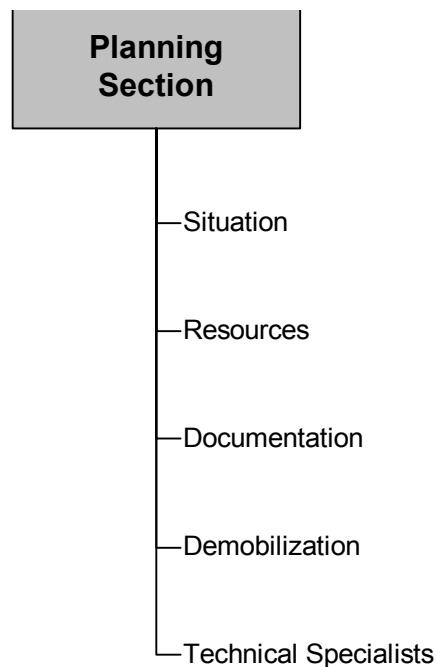 Planning
Section
Situation
Resources
Documentation
Demobilization
Technical Specialists